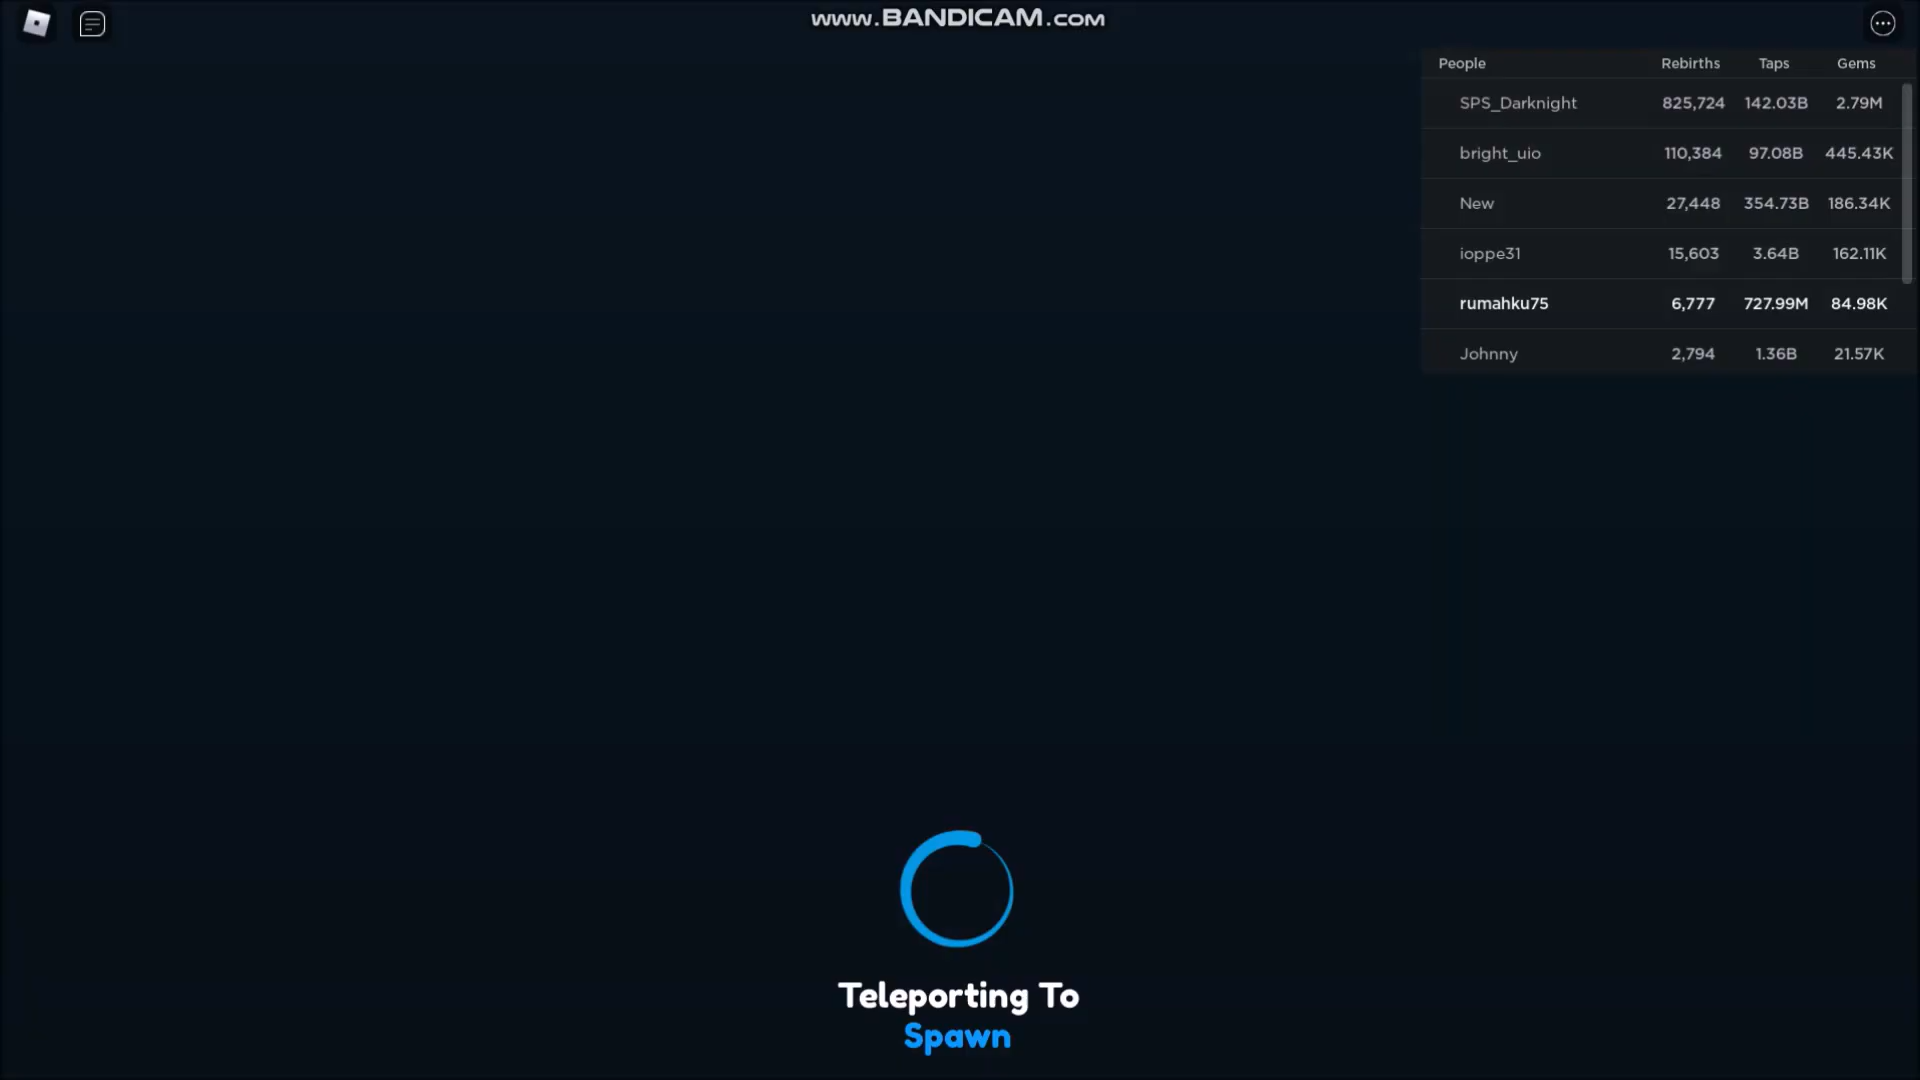 www.BANDICAM.com
People Rebirths Taps Gems
SPS_Darknight 825,724 142.03B 2.79M
bright_uio 110,384 97.08B 445.43K
New 27,448 354.73B 186.34K
ioppe31 15,603 3.64B 162.11K
rumahku75 6,777 727.99M 84.98K
Johnny 2,794 1.36B 21.57K
Teleporting To
Spawn